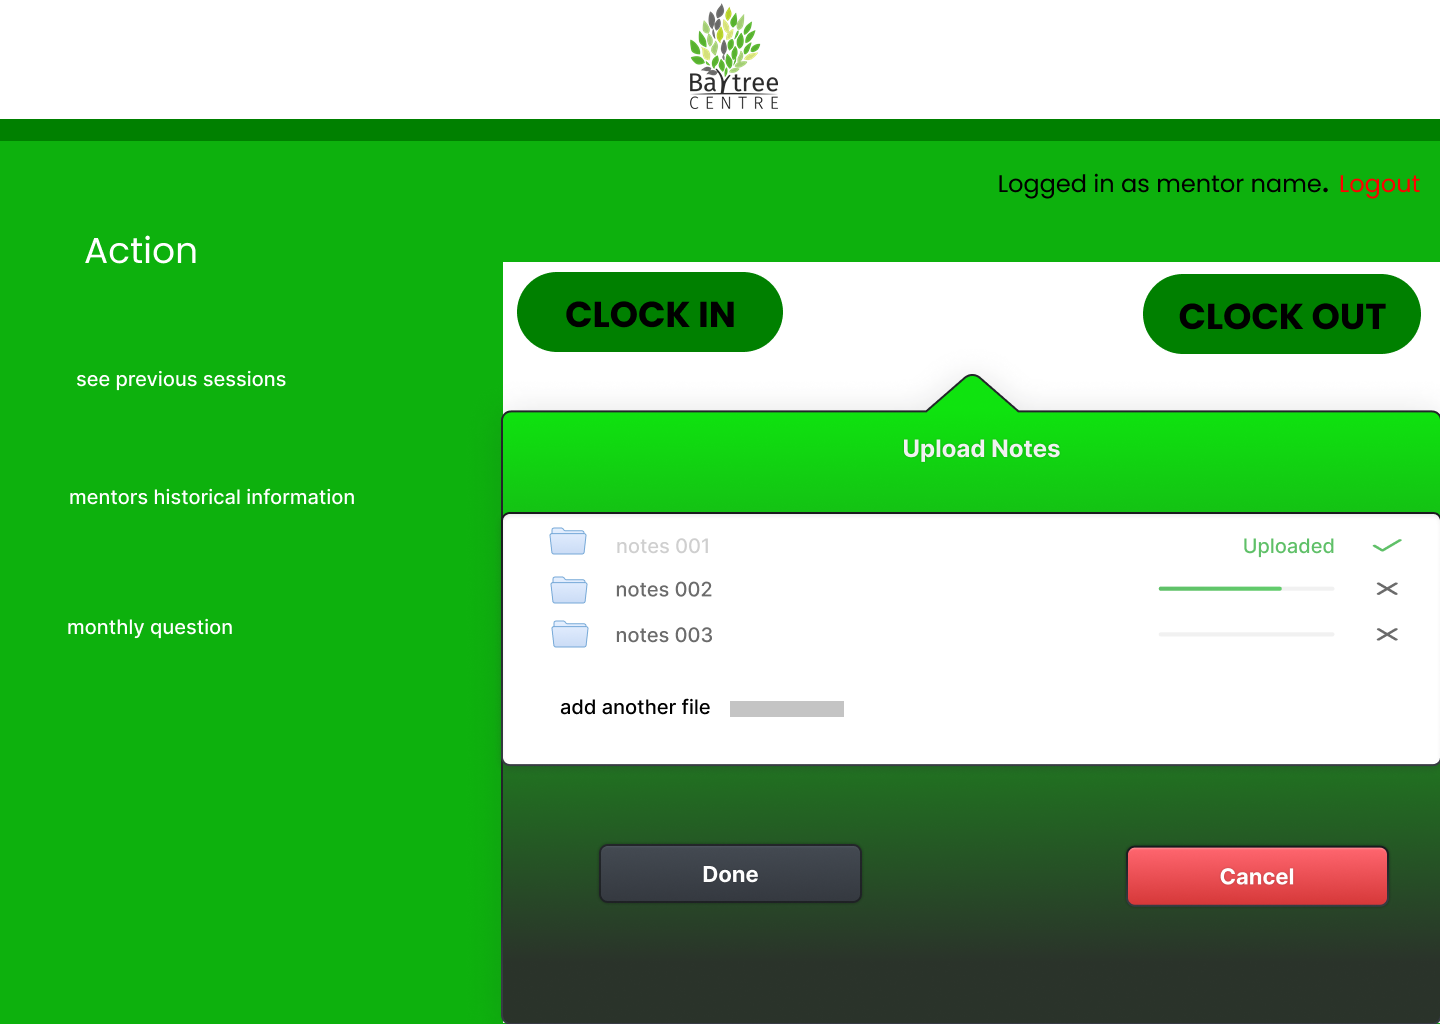 Baytree
CENTRE
Logged in as mentor name. Logout
Action
CLOCK IN
CLOCK OUT
see previous sessions
Upload Notes
mentors historical information
notes 001
Uploaded
notes 002
monthly question
notes 003
add another file
Done
Cancel